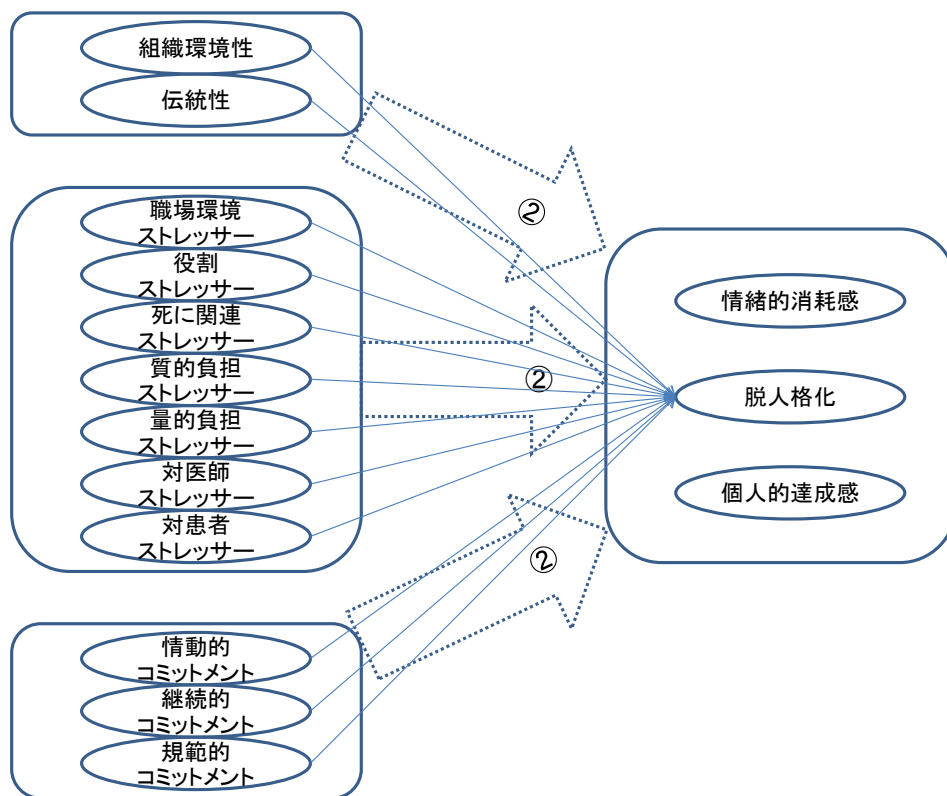 組織環境性
伝統性
②
職場環境
ストレッサー
役割
ストレッサー
死に関連
ストレッサー
質的負担
ストレッサー
量的負担
ストレッサー
対医師
ストレッサー
対患者
ストレッサー
②
情緒的消耗感
脱人格化
個人的達成感
②
情動的
コミットメント
継続的
コミットメント
規範的
コミットメント